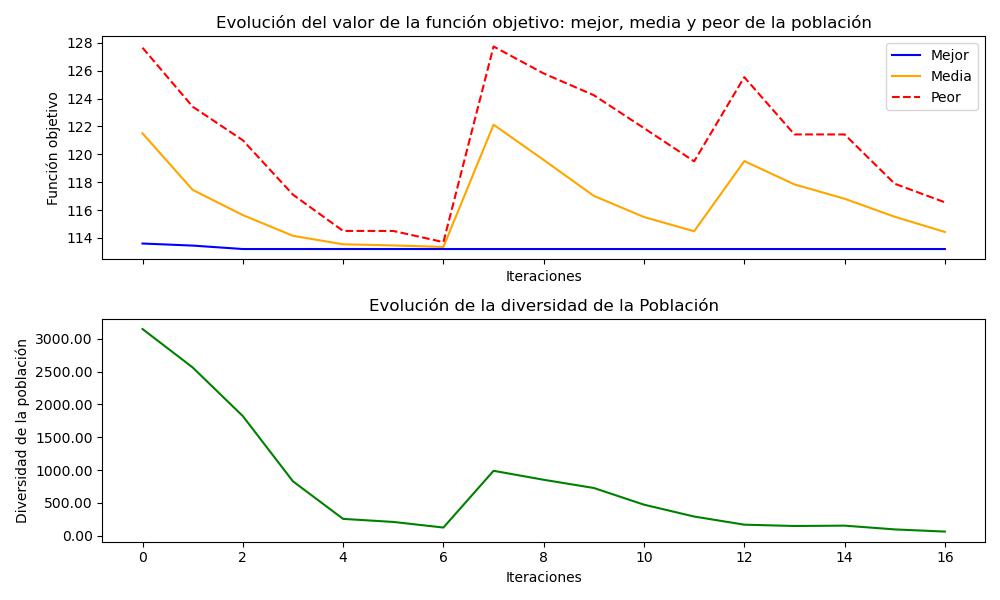 Evolución del valor de la función objetivo: mejor, media y peor de la población
128
126
124
122
120
118
116
114
Función objetivo
Mejor
Media
Peor
Iteraciones
Evolución de la diversidad de la Población
3000.00
2500.00
2000.00
1500.00
1000.00
500.00
0.00
Diversidad de la población
0 2 4 6 8 10 12 14 16
Iteraciones